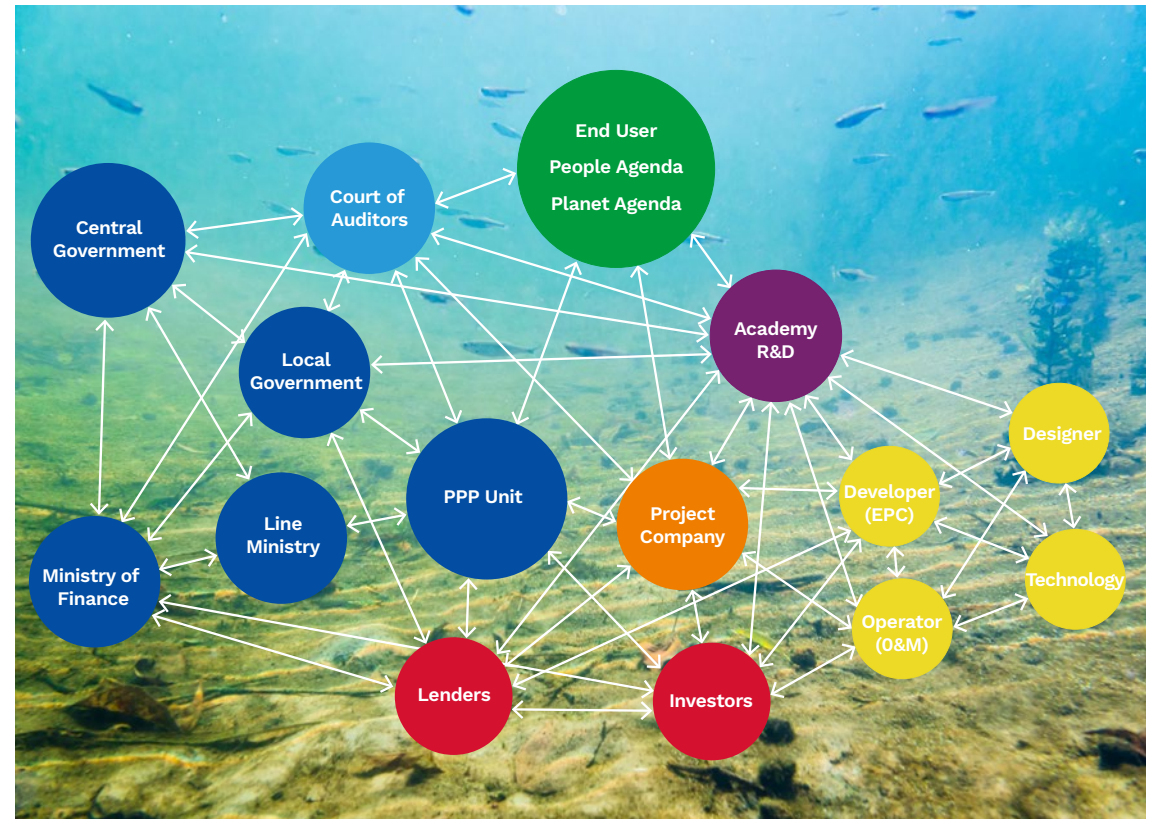 End User
People Agenda
Planet Agenda
Court of
Auditors
Central
Government
Academy
R&D
Local
Government
Designer
PPP Unit
Developer
(EPC)
Project
Company
Line
Ministry
Ministry of
Finance
Technology
Operator
(0&M)
Lenders
Investors